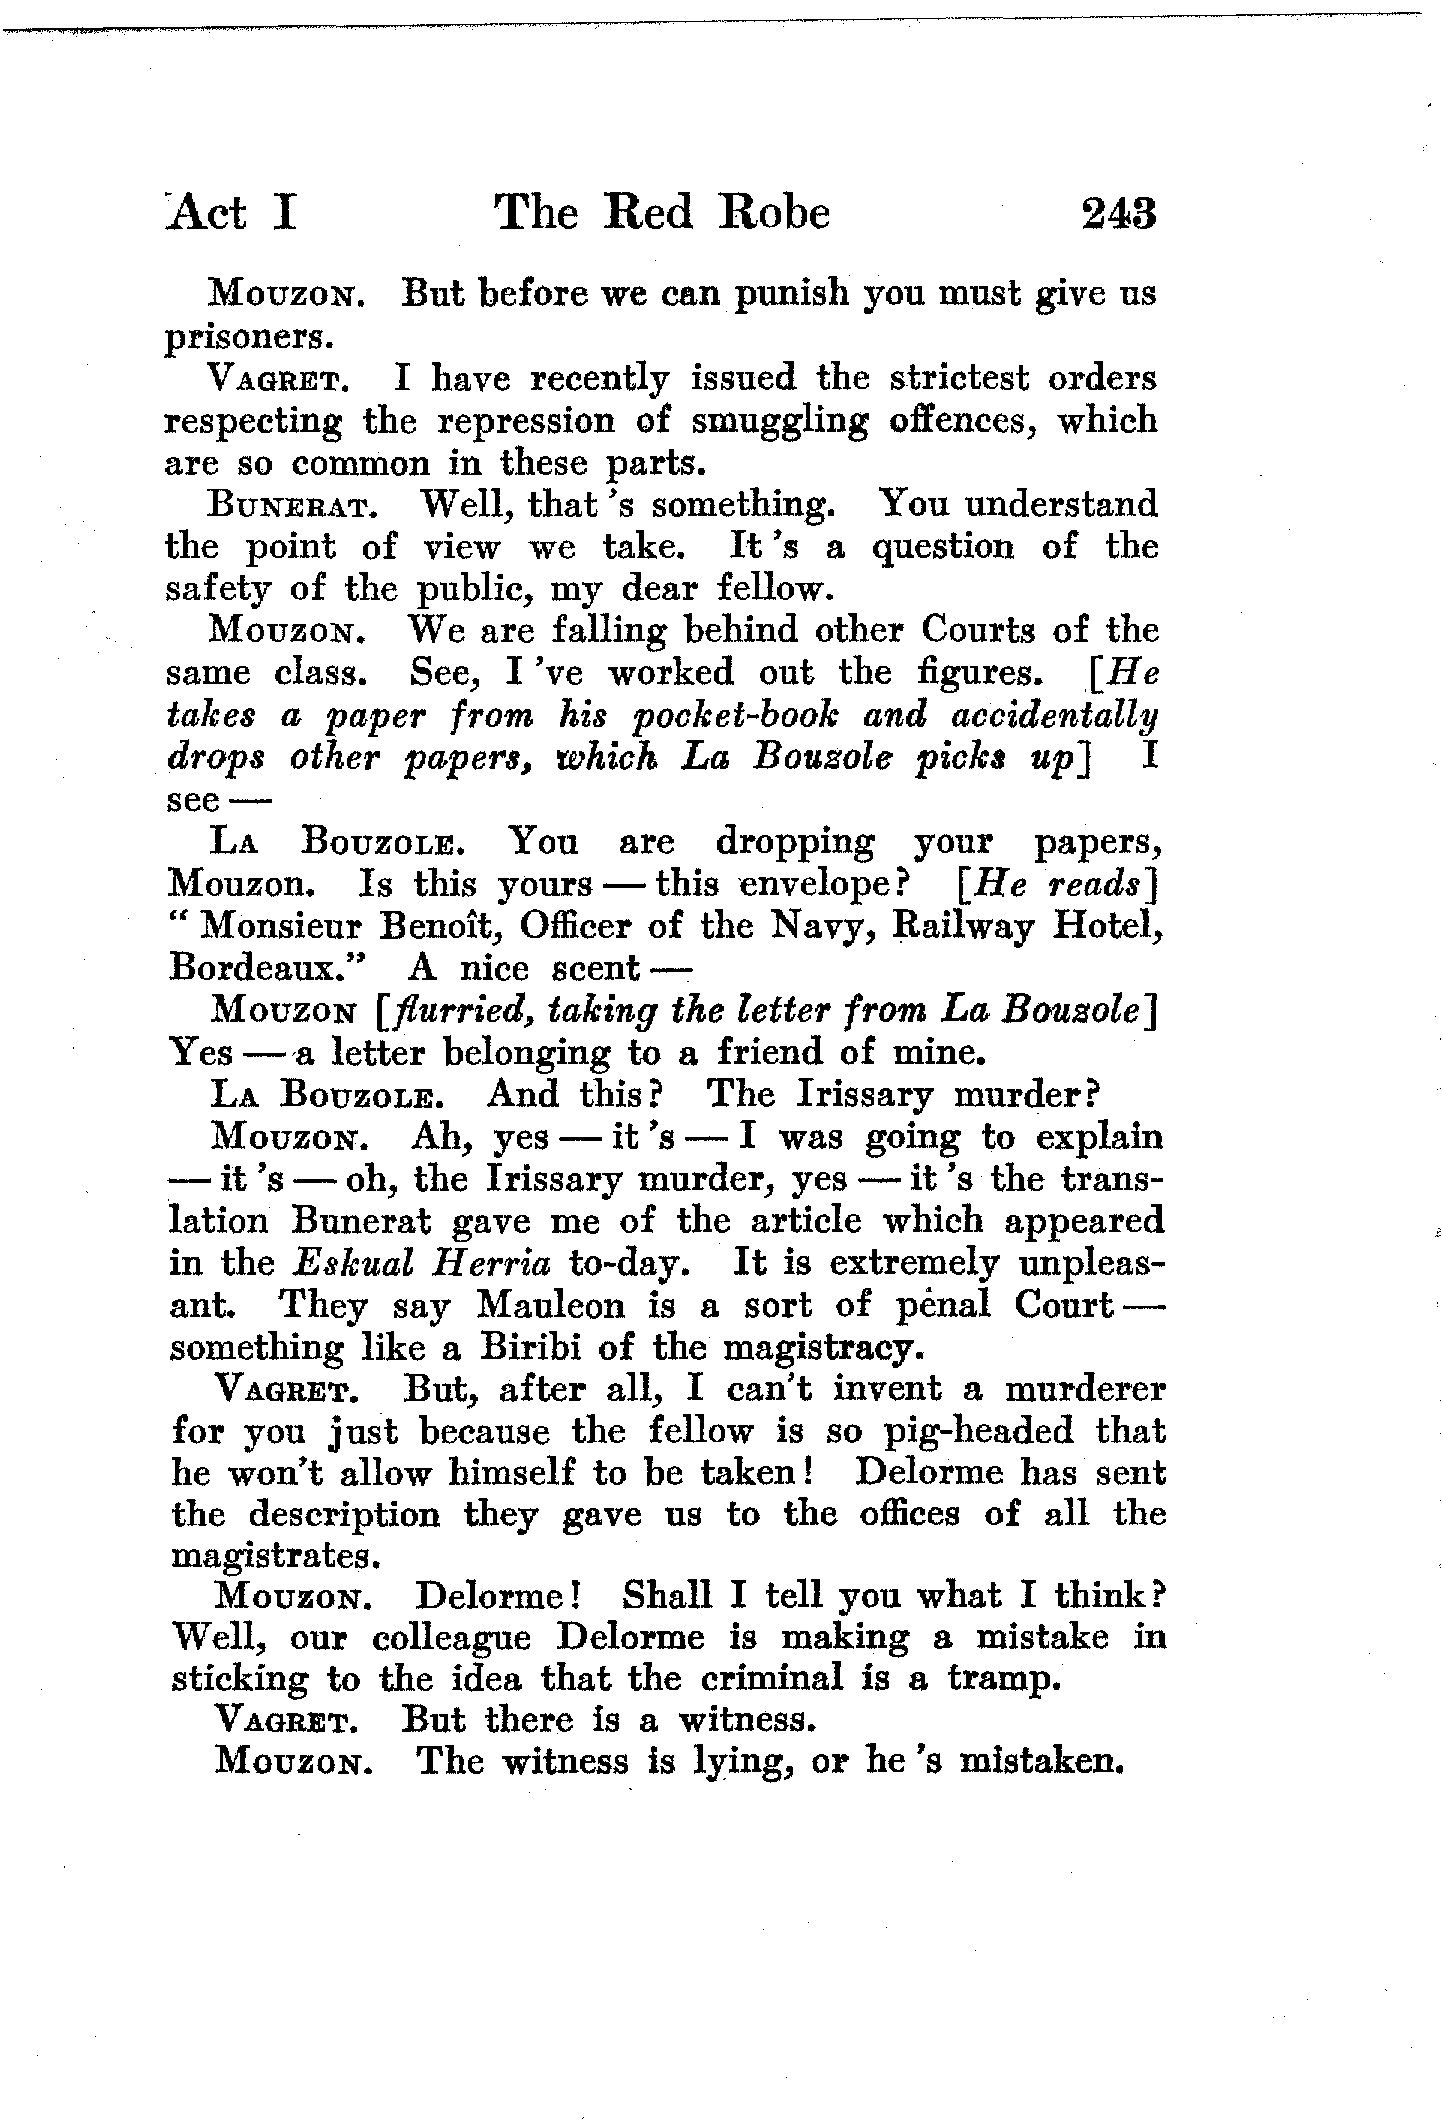 Act I The Red Robe 243
MOUZON. But before we can punish you must give us
prisoners.
VAGRET. I have recently issued the strictest orders
respecting the repression of smuggling offences, which
are so common in these parts.
BUNERAT. Well, that 's something. You understand
the point of view we take. It 's a question of the
safety of the public, my dear fellow.
MOUZON. We are falling behind other Courts of the
same class. See, I 've worked out the figures. [He
takes a paper from his pocket-book and accidentally
drops other papers, which La Bouzole picks up] I
see —
LA BOUZOLE. You are dropping your papers,
Mouzon. Is this yours — this envelope? [He reads]
“ Monsieur Benoît, Officer of the Navy, Railway Hotel,
Bordeaux.” A nice scent —
MOUZON [flurried, taking the letter from La Bouzole]
Yes — a letter belonging to a friend of mine.
LA BOUZOLE. And this? The Irissary murder?
MOUZON. Ah, yes — it 's — I was going to explain
— it 's — oh, the Irissary murder, yes — it 's the trans-
lation Bunerat gave me of the article which appeared
in the Eskual Herria to-day. It is extremely unpleas-
ant. They say Mauleon is a sort of penal Court —
something like a Biribi of the magistracy.
VAGRET. But, after all, I can't invent a murderer
for you just because the fellow is so pig-headed that
he won't allow himself to be taken! Delorme has sent
the description they gave us to the offices of all the
magistrates.
MOUZON. Delorme! Shall I tell you what I think?
Well, our colleague Delorme is making a mistake in
sticking to the idea that the criminal is a tramp.
VAGRET. But there is a witness.
MOUZON. The witness is lying, or he 's mistaken.